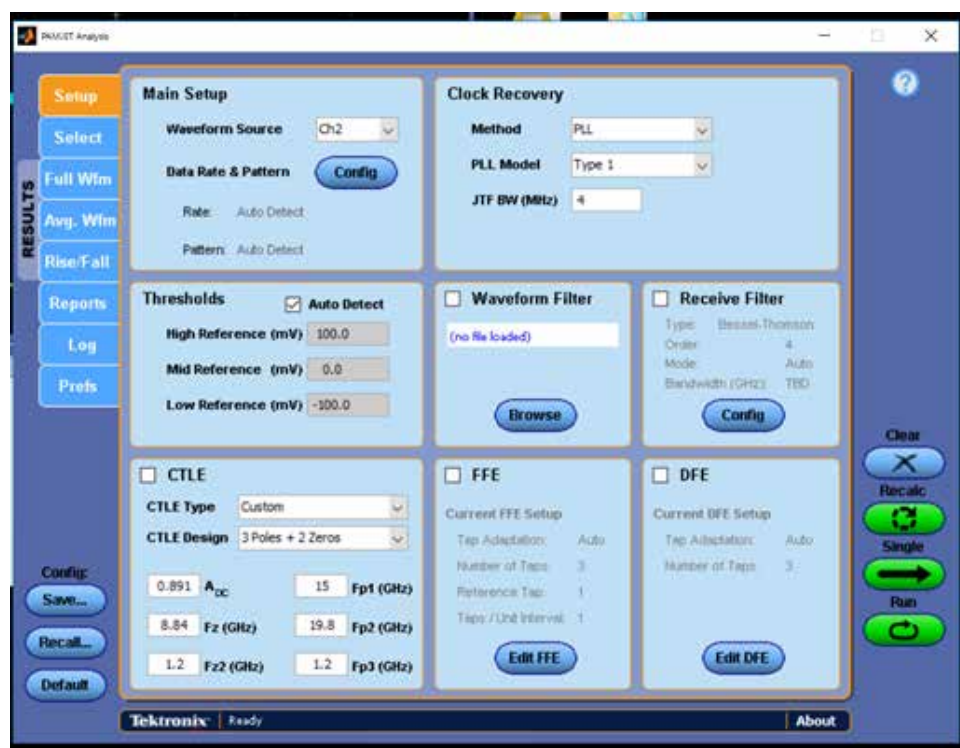 PAMJET Analysis
Setup
Select
Full Wfm
Avg. Wfm
Rise/Fall
Reports
Log
Prefs
RESULTS
Main Setup
Waveform Source Ch2
Data Rate & Pattern Config
Rate: Auto Detect
Pattern: Auto Detect
Clock Recovery
Method PLL
PLL Model Type 1
JTF BW (MHz) 4
Thresholds Auto Detect
High Reference (mV) 100.0
Mid Reference (mV) 0.0
Low Reference (mV) -100.0
Waveform Filter
(no file loaded)
Browse
Receive Filter
Type: Bessel-Thomson
Order: 4
Mode: Auto
Bandwidth (GHz): TBD
Config
CTLE
CTLE Type Custom
CTLE Design 3 Poles + 2 Zeros
0.891 ADC 15 Fp1 (GHz)
8.84 Fz (GHz) 19.8 Fp2 (GHz)
1.2 Fz2 (GHz) 1.2 Fp3 (GHz)
FFE
Current FFE Setup
Tap Adaptation: Auto
Number of Taps: 3
Reference Tap: 1
Taps / Unit Interval: 1
Edit FFE
DFE
Current DFE Setup
Tap Adaptation: Auto
Number of Taps: 3
Edit DFE
?
Clear
Recalc
Single
Run
Config:
Save...
Recall...
Default
Tektronix Ready About